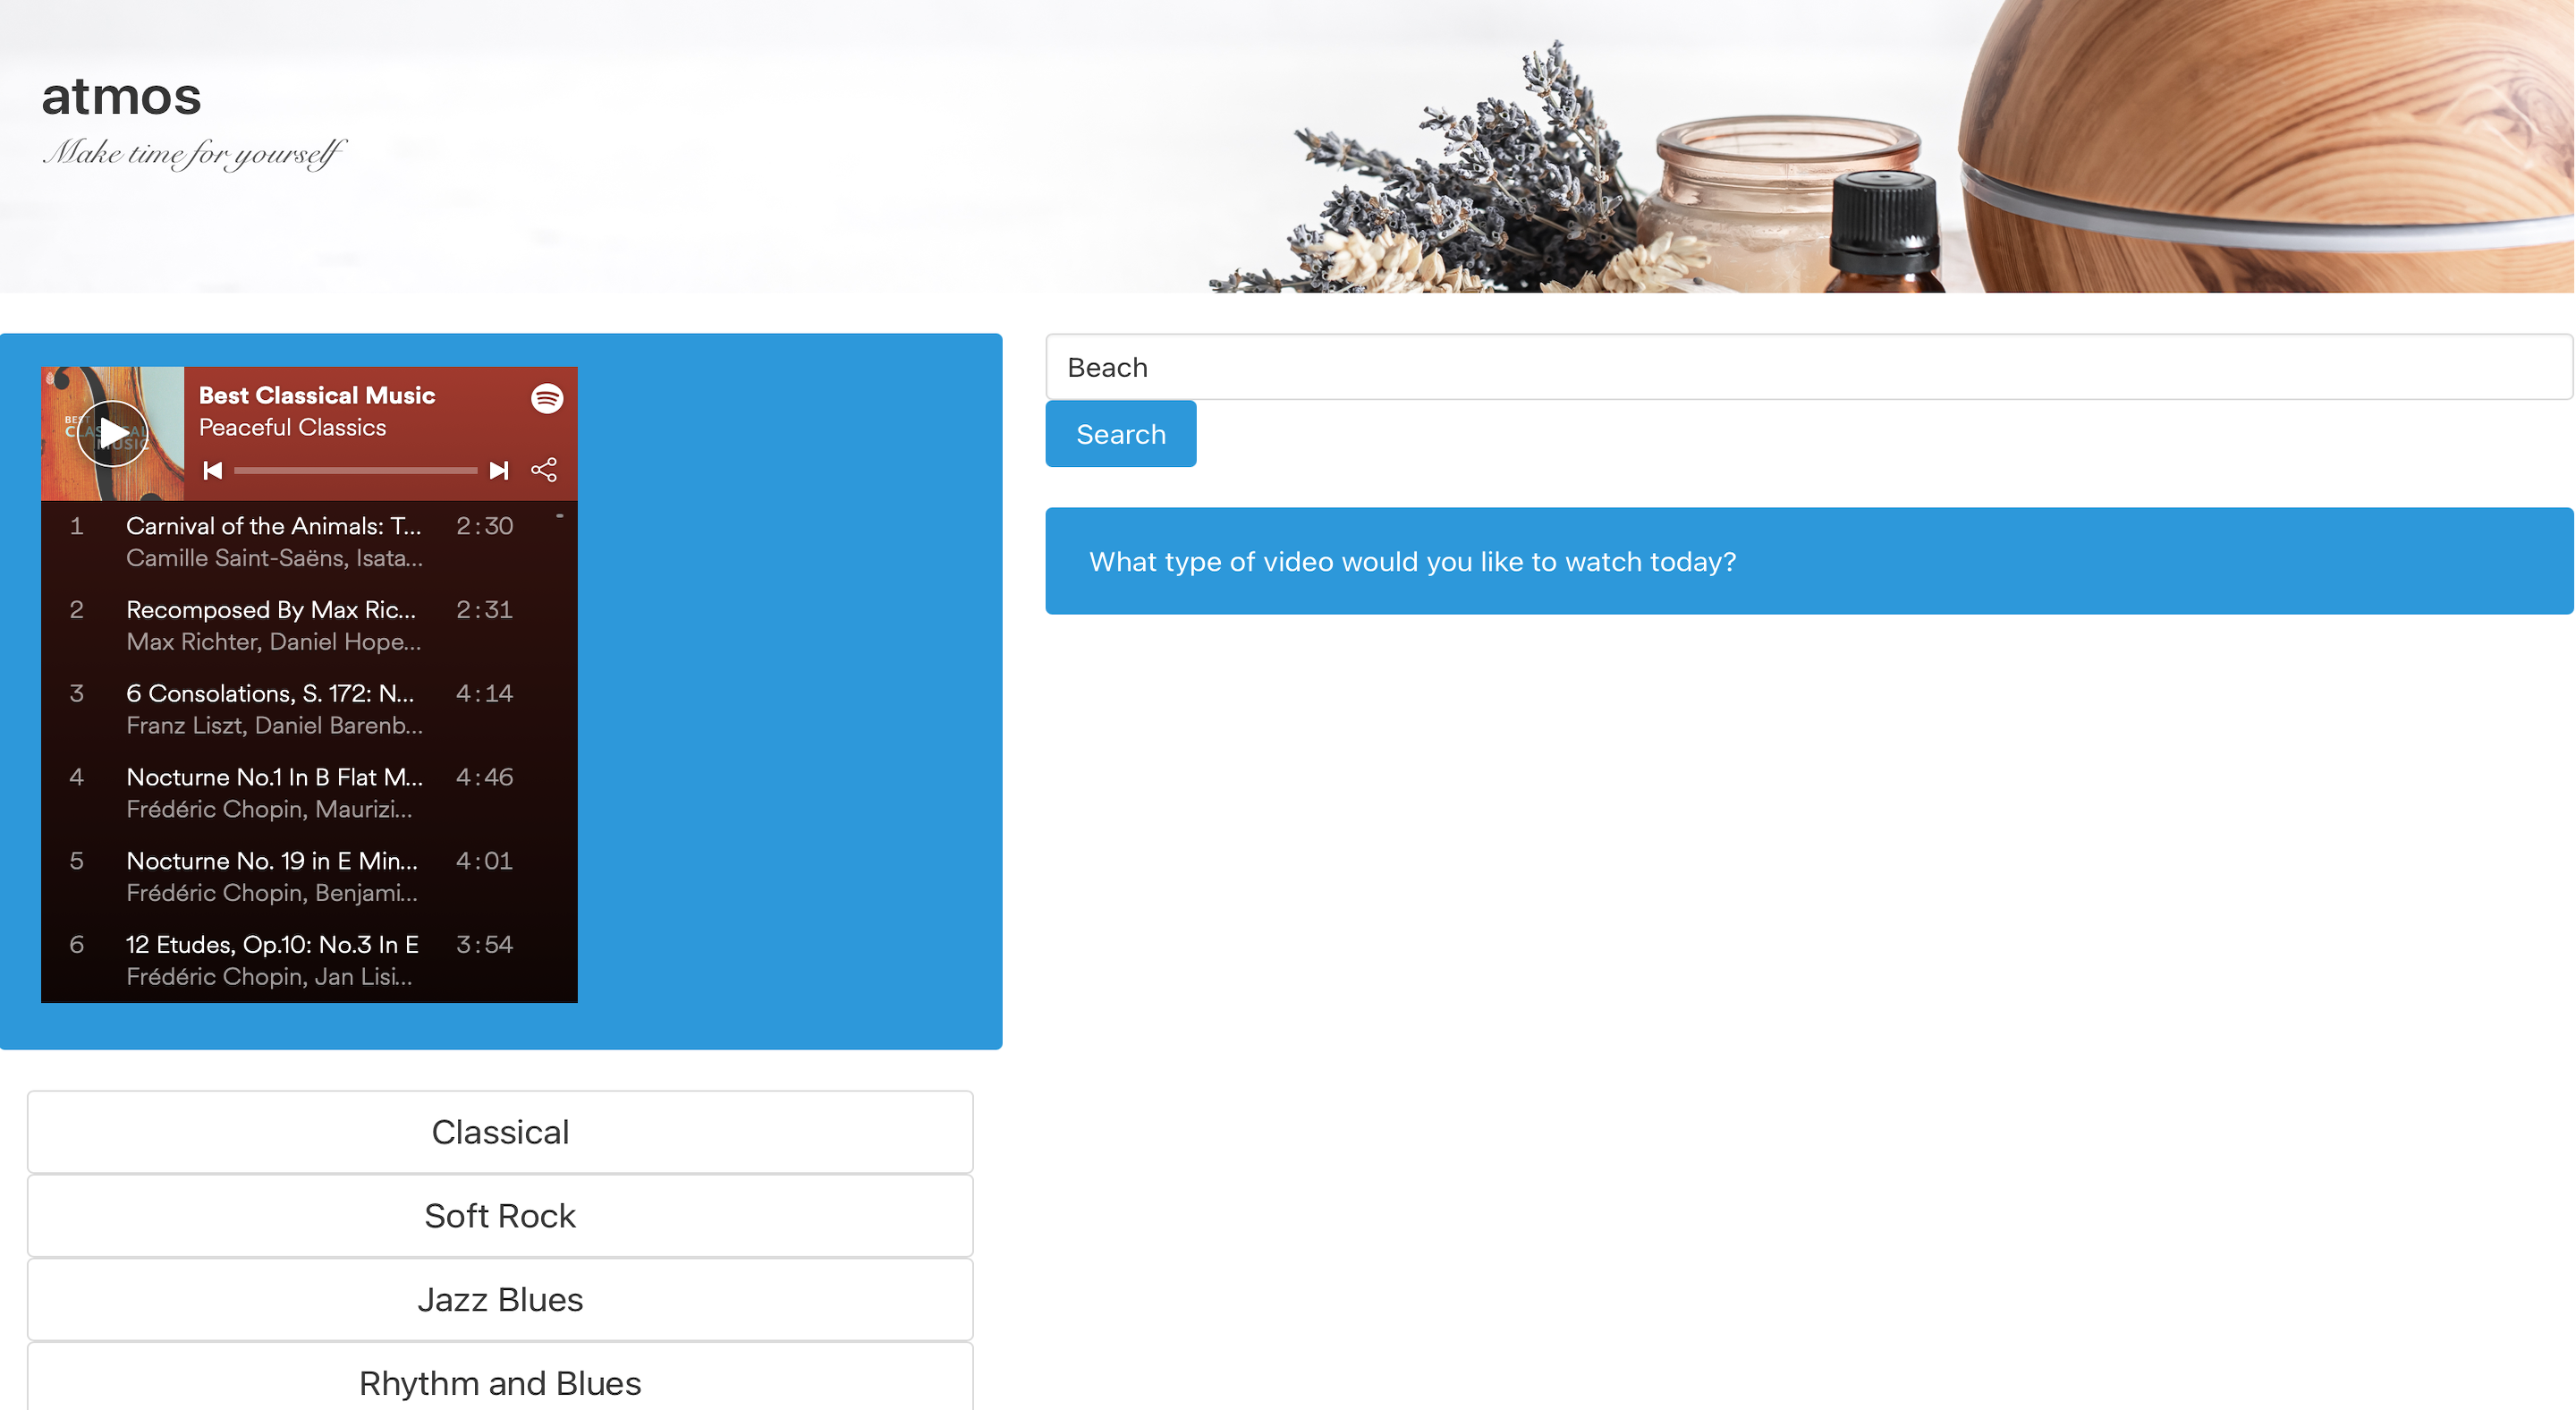 atmos
Make time for yourself
BEST
CLASSICAL
MUSIC
Best Classical Music
Peaceful Classics
1 Carnival of the Animals: T... 2:30
Camille Saint-Saëns, Isata...
2 Recomposed By Max Ric... 2:31
Max Richter, Daniel Hope...
3 6 Consolations, S. 172: N... 4:14
Franz Liszt, Daniel Barenb...
4 Nocturne No.1 In B Flat M... 4:46
Frédéric Chopin, Maurizi...
5 Nocturne No. 19 in E Min... 4:01
Frédéric Chopin, Benjami...
6 12 Etudes, Op.10: No.3 In E 3:54
Frédéric Chopin, Jan Lisi...
Classical
Soft Rock
Jazz Blues
Rhythm and Blues
Beach
Search
What type of video would you like to watch today?